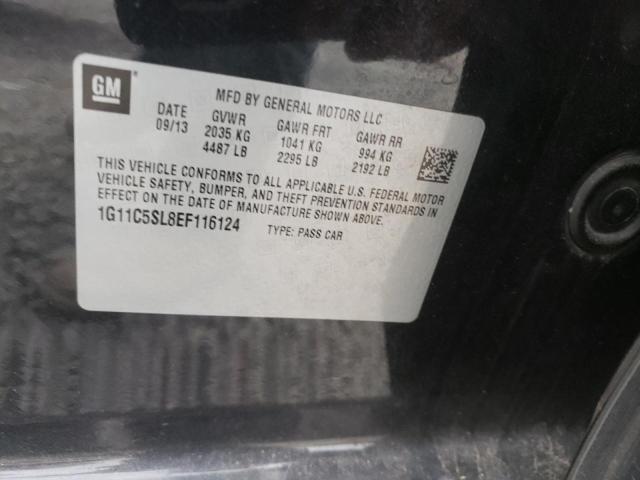 GM
MFD BY GENERAL MOTORS LLC
DATE GVWR GAWR FRT GAWR RR
09/13 2035 KG 1041 KG 994 KG
4487 LB 2295 LB 2192 LB
THIS VEHICLE CONFORMS TO ALL APPLICABLE U.S. FEDERAL MOTOR
VEHICLE SAFETY, BUMPER, AND THEFT PREVENTION STANDARDS IN
EFFECT ON THE DATE OF MANUFACTURE SHOWN ABOVE.
1G11C5SL8EF116124 TYPE: PASS CAR